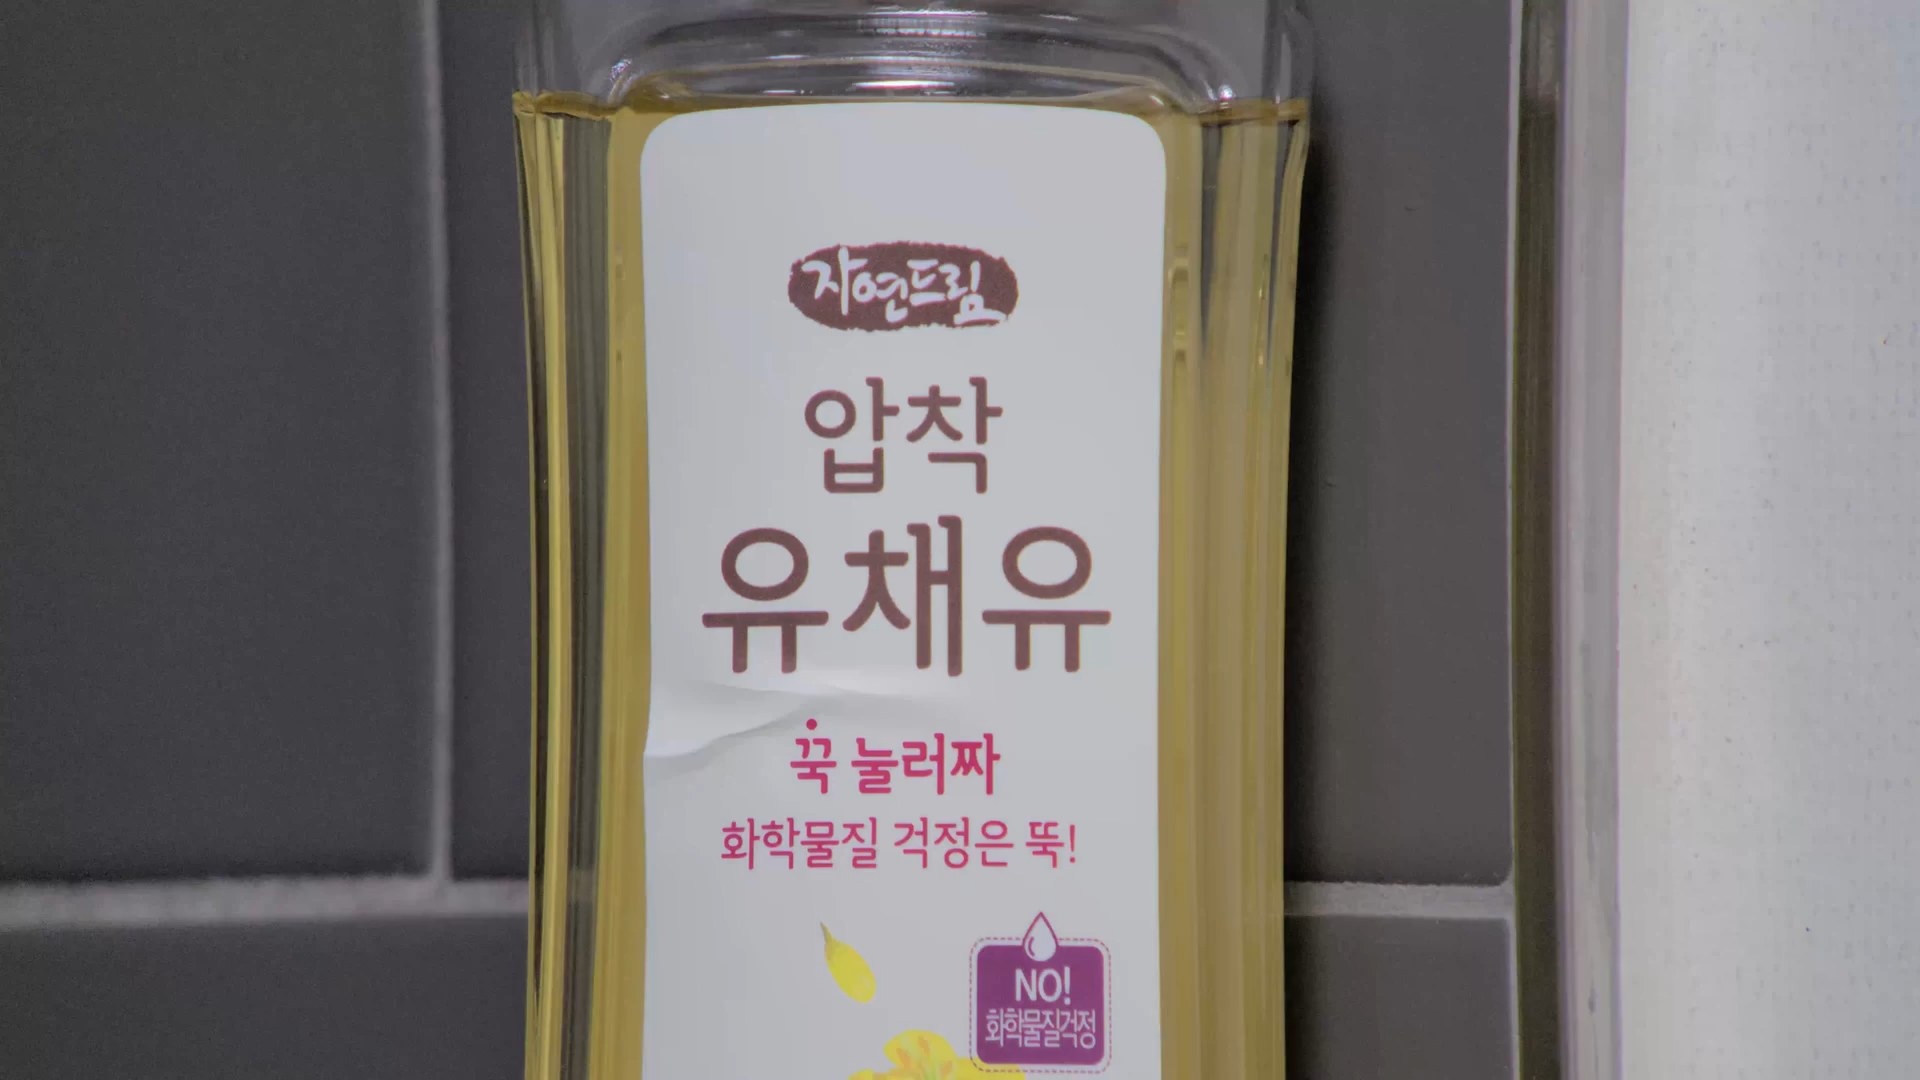 자연드림
압착
유채유
꾹 눌러짜
화학물질 걱정은 뚝!
NO!
화학물질걱정